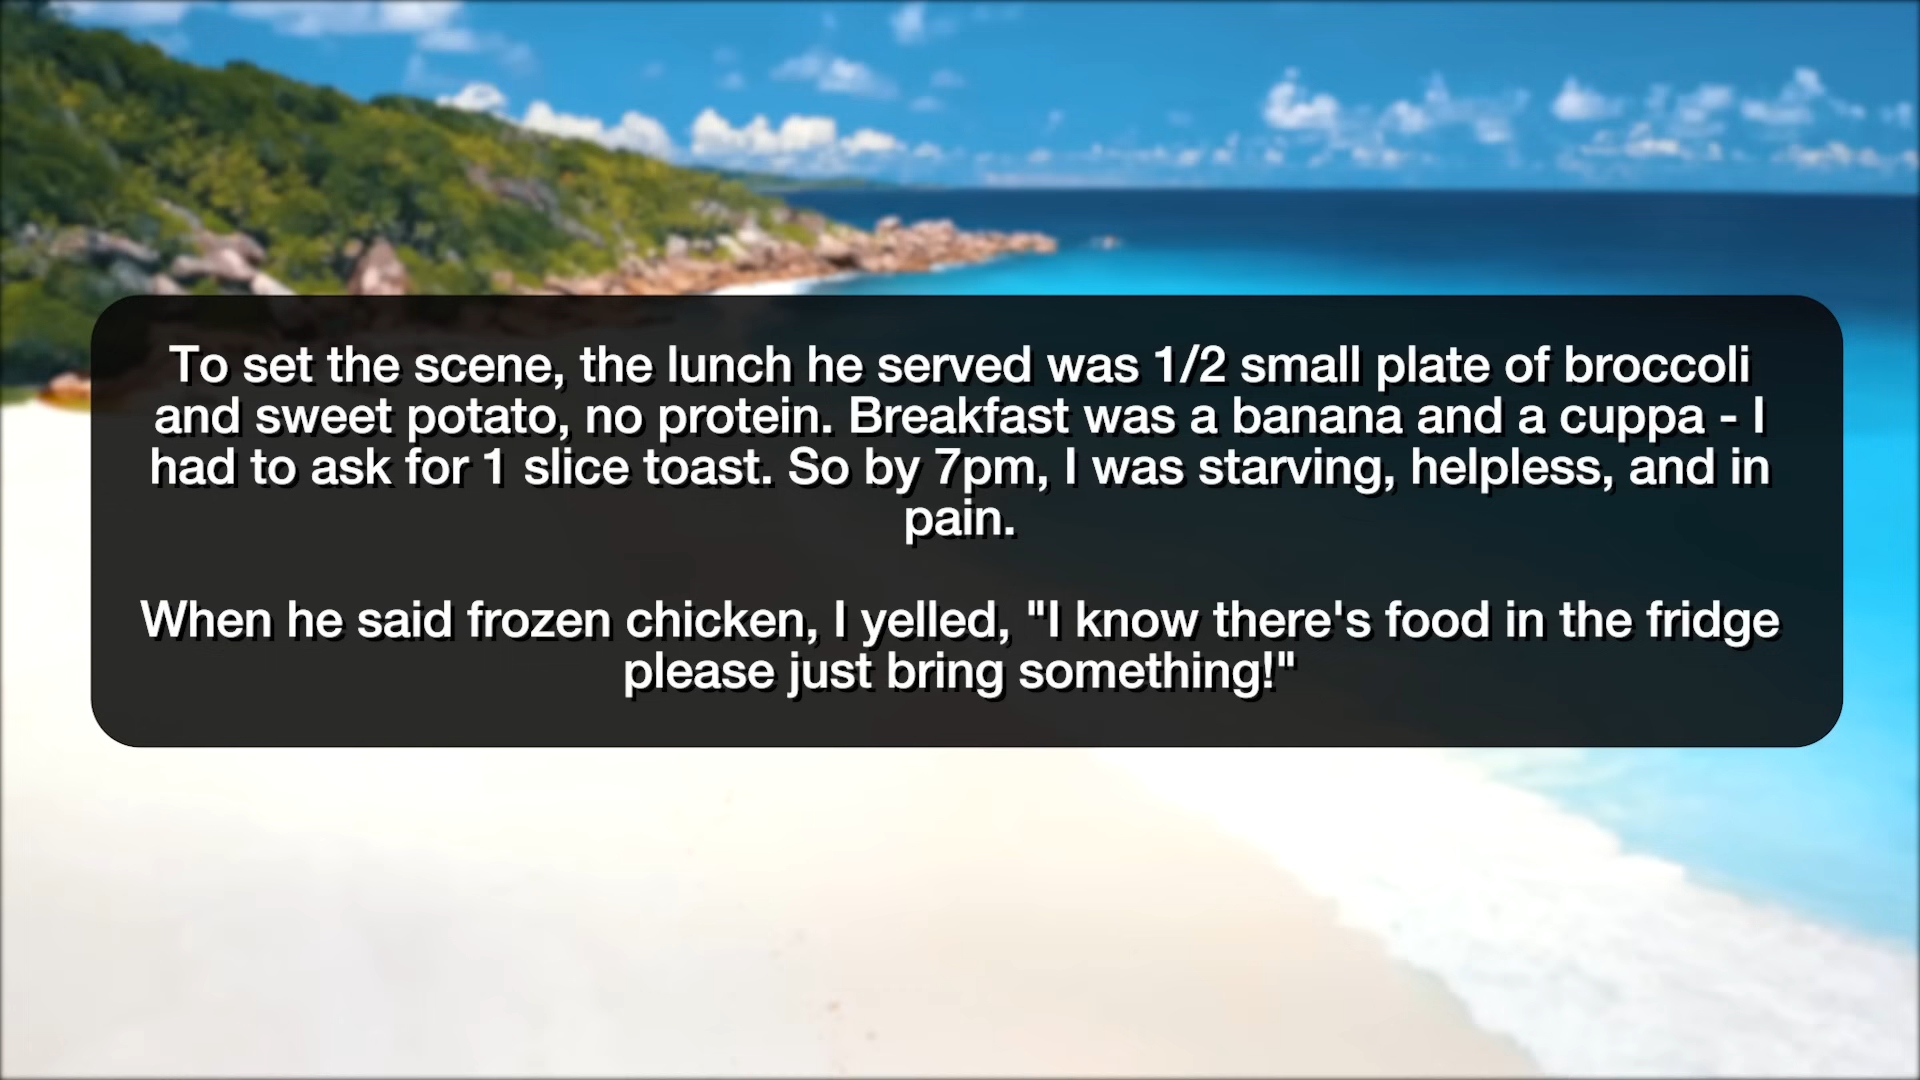 To set the scene, the lunch he served was 1/2 small plate of broccoli
and sweet potato, no protein. Breakfast was a banana and a cuppa - I
had to ask for 1 slice toast. So by 7pm, I was starving, helpless, and in
pain.
When he said frozen chicken, I yelled, "I know there's food in the fridge
please just bring something!"